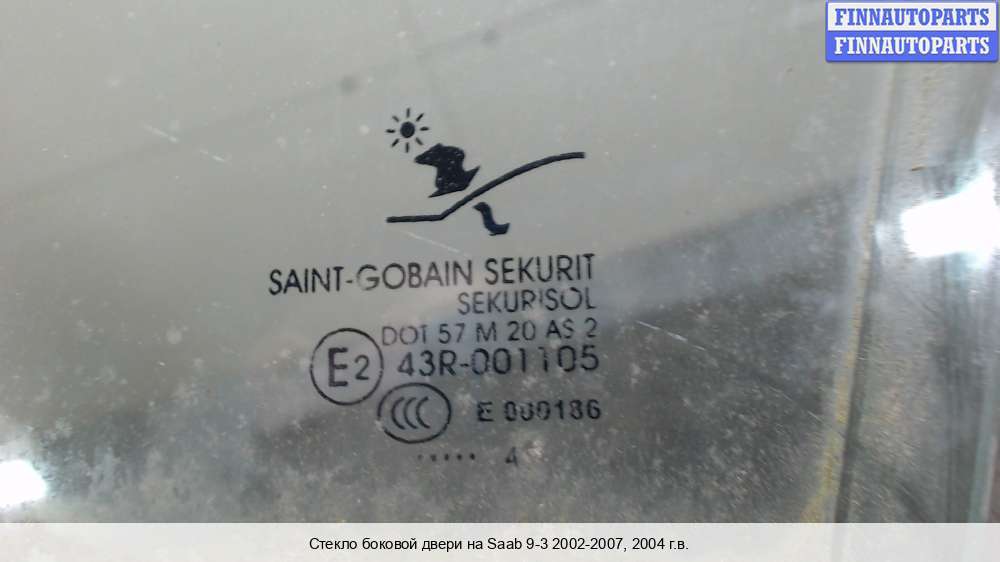 FINNAUTOPARTS
FINNAUTOPARTS
SAINT-GOBAIN SEKURIT
SEKURISOL
DOT 57 M 20 AS 2
E2 43R-001105
CCC E 000186
..... 4
Стекло боковой двери на Saab 9-3 2002-2007, 2004 г.в.